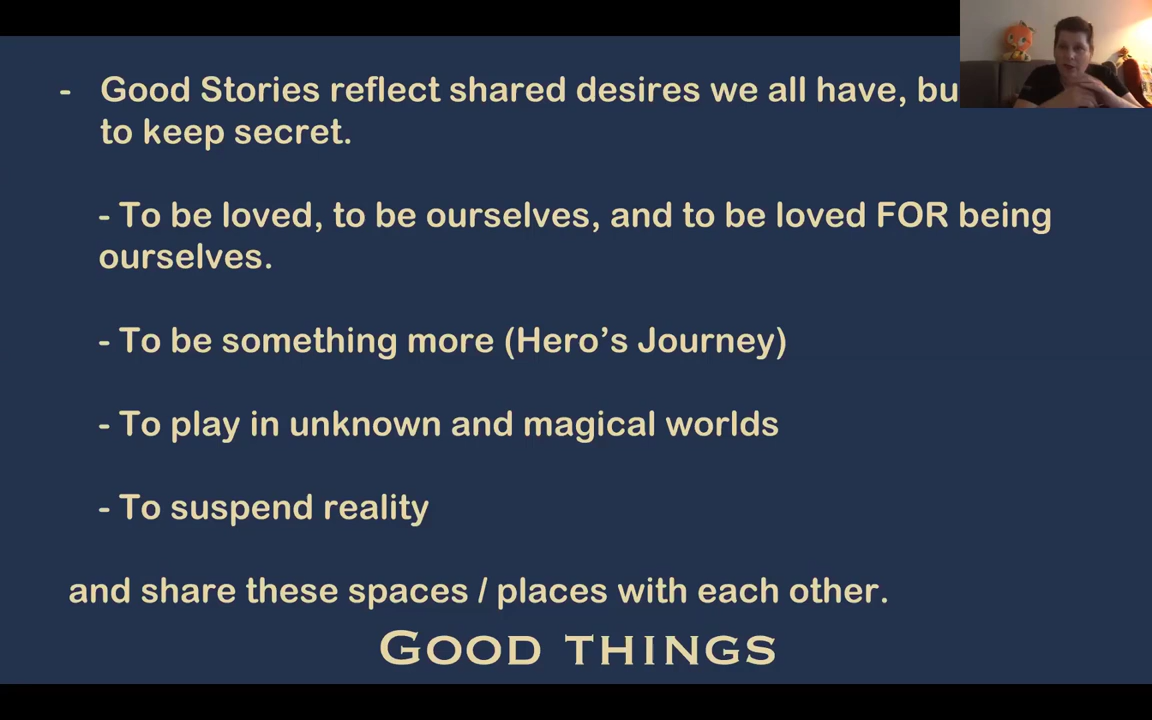 - Good Stories reflect shared desires we all have, bu
to keep secret.
- To be loved, to be ourselves, and to be loved FOR being
ourselves.
- To be something more (Hero’s Journey)
- To play in unknown and magical worlds
- To suspend reality
and share these spaces / places with each other.
GOOD THINGS